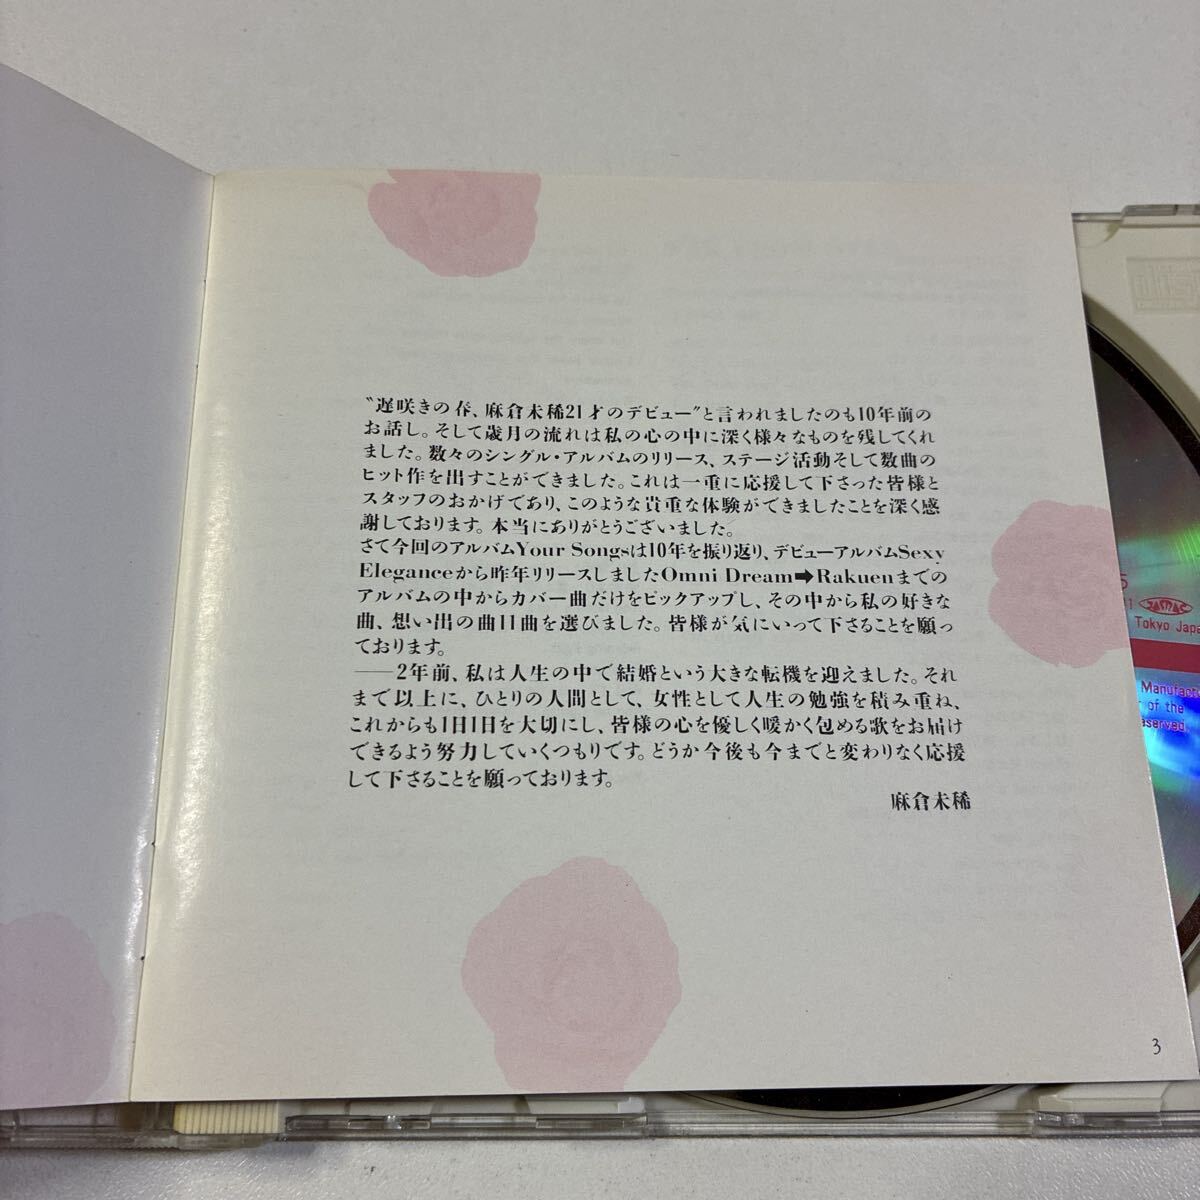 “遅咲きの春、麻倉未稀21才のデビュー”と言われましたのも10年前の
お話し。そして歳月の流れは私の心の中に深く様々なものを残してくれ
ました。数々のシングル・アルバムのリリース、ステージ活動そして数曲の
ヒット作を出すことができました。これは一重に応援して下さった皆様と
スタッフのおかげであり、このような貴重な体験ができましたことを深く感
謝しております。本当にありがとうございました。
さて今回のアルバムYour Songsは10年を振り返り、デビューアルバムSexy
Eleganceから昨年リリースしましたOmni Dream➡Rakuenまでの
アルバムの中からカバー曲だけをピックアップし、その中から私の好きな
曲、想い出の曲11曲を選びました。皆様が気にいって下さることを願っ
ております。
――2年前、私は人生の中で結婚という大きな転機を迎えました。それ
まで以上に、ひとりの人間として、女性として人生の勉強を積み重ね、
これからも1日1日を大切にし、皆様の心を優しく暖かく包める歌をお届け
できるよう努力していくつもりです。どうか今後も今までと変わりなく応援
して下さることを願っております。
麻倉未稀
3
JASRAC
Tokyo Japa
Manufact
of the
served.